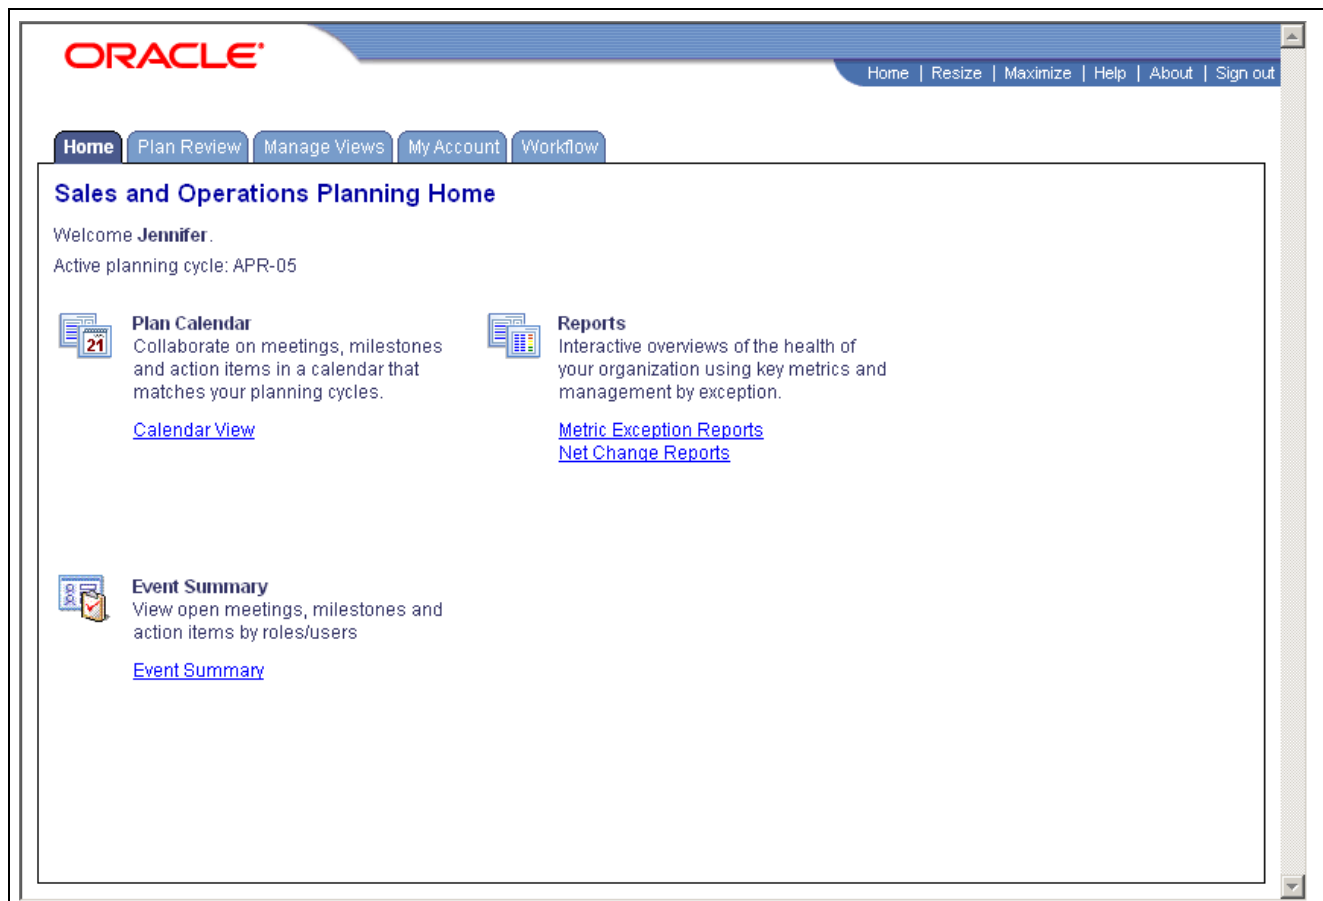 ORACLE
Home | Resize | Maximize | Help | About | Sign out
Home Plan Review Manage Views My Account Workflow
Sales and Operations Planning Home
Welcome Jennifer.
Active planning cycle: APR-05
21
Plan Calendar
Collaborate on meetings, milestones
and action items in a calendar that
matches your planning cycles.
Calendar View
Reports
Interactive overviews of the health of
your organization using key metrics and
management by exception.
Metric Exception Reports
Net Change Reports
Event Summary
View open meetings, milestones and
action items by roles/users
Event Summary